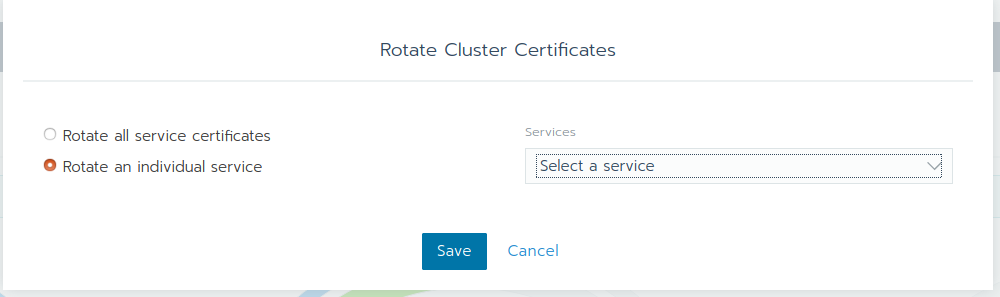 Rotate Cluster Certificates
Rotate all service certificates
Rotate an individual service
Services
Select a service
Save
Cancel